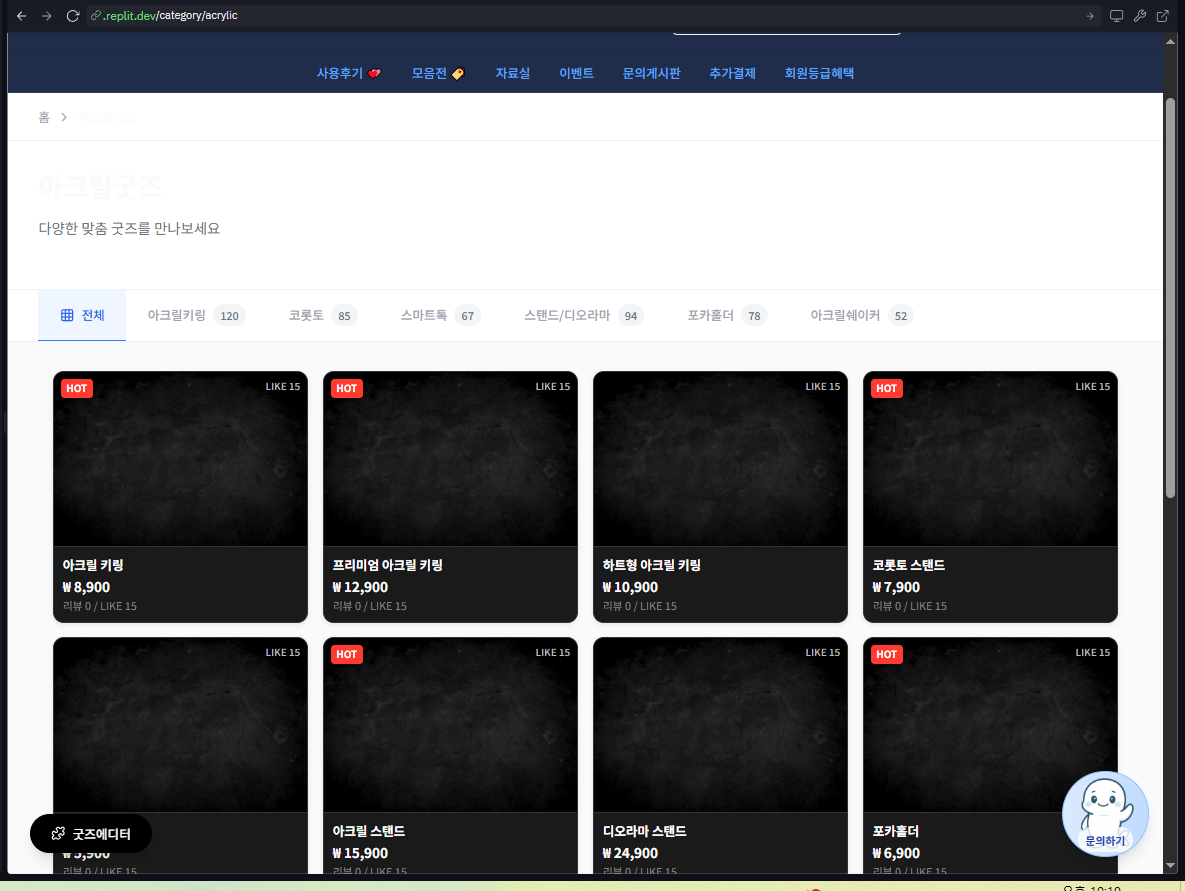 .replit.dev/category/acrylic
사용후기 모음전 자료실 이벤트 문의게시판 추가결제 회원등급혜택
홈 > 아크릴굿즈
아크릴굿즈
다양한 맞춤 굿즈를 만나보세요
전체 아크릴키링 120 코롯토 85 스마트톡 67 스탠드/디오라마 94 포카홀더 78 아크릴쉐이커 52
HOT LIKE 15 HOT LIKE 15 LIKE 15 HOT LIKE 15
아크릴 키링 프리미엄 아크릴 키링 하트형 아크릴 키링 코롯토 스탠드
₩ 8,900 ₩ 12,900 ₩ 10,900 ₩ 7,900
리뷰 0 / LIKE 15 리뷰 0 / LIKE 15 리뷰 0 / LIKE 15 리뷰 0 / LIKE 15
LIKE 15 HOT LIKE 15 LIKE 15 HOT LIKE 15
굿즈에디터 아크릴 스탠드 디오라마 스탠드 포카홀더
문의하기
₩ 15,900 ₩ 24,900 ₩ 6,900
리뷰 0 / LIKE 15 리뷰 0 / LIKE 15 리뷰 0 / LIKE 15 리뷰 0 / LIKE 15